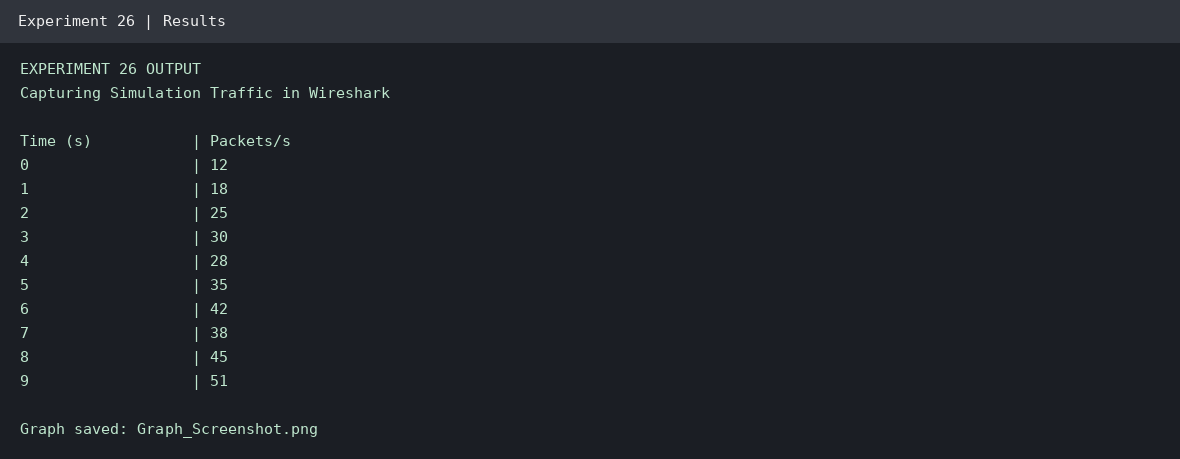 Experiment 26 | Results
EXPERIMENT 26 OUTPUT
Capturing Simulation Traffic in Wireshark
Time (s) | Packets/s
0 | 12
1 | 18
2 | 25
3 | 30
4 | 28
5 | 35
6 | 42
7 | 38
8 | 45
9 | 51
Graph saved: Graph_Screenshot.png